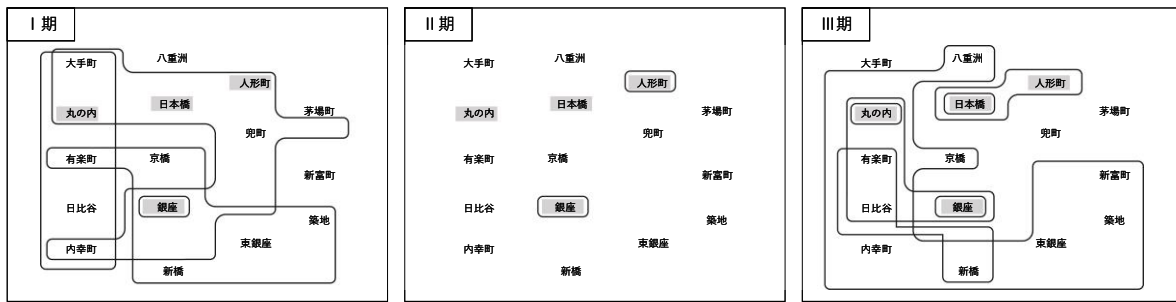 Ⅰ期
大手町
八重洲
人形町
丸の内
日本橋
茅場町
兜町
有楽町
京橋
新富町
日比谷
銀座
築地
内幸町
東銀座
新橋
Ⅱ期
大手町
八重洲
人形町
丸の内
日本橋
茅場町
兜町
有楽町
京橋
新富町
日比谷
銀座
築地
内幸町
東銀座
新橋
Ⅲ期
大手町
八重洲
人形町
丸の内
日本橋
茅場町
兜町
有楽町
京橋
新富町
日比谷
銀座
築地
内幸町
東銀座
新橋